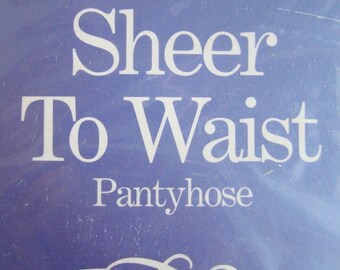 Sheer
To Waist
Pantyhose